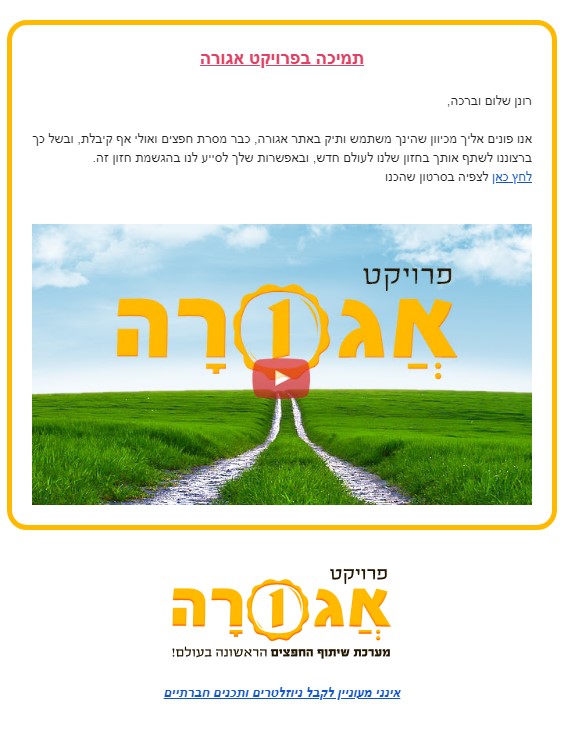 תמיכה בפרויקט אגורה
רונן שלום וברכה,
אנו פונים אליך מכיוון שהינך משתמש ותיק באתר אגורה, כבר מסרת חפצים ואולי אף קיבלת, ובשל כך
ברצוננו לשתף אותך בחזון שלנו לעולם חדש, ובאפשרות שלך לסייע לנו בהגשמת חזון זה.
לחץ כאן לצפיה בסרטון שהכנו
פרויקט
אֲגוֹרָה
פרויקט
אֲגוֹרָה
מערכת שיתוף החפצים הראשונה בעולם!
אינני מעוניין לקבל ניוזלטרים ותכנים חברתיים